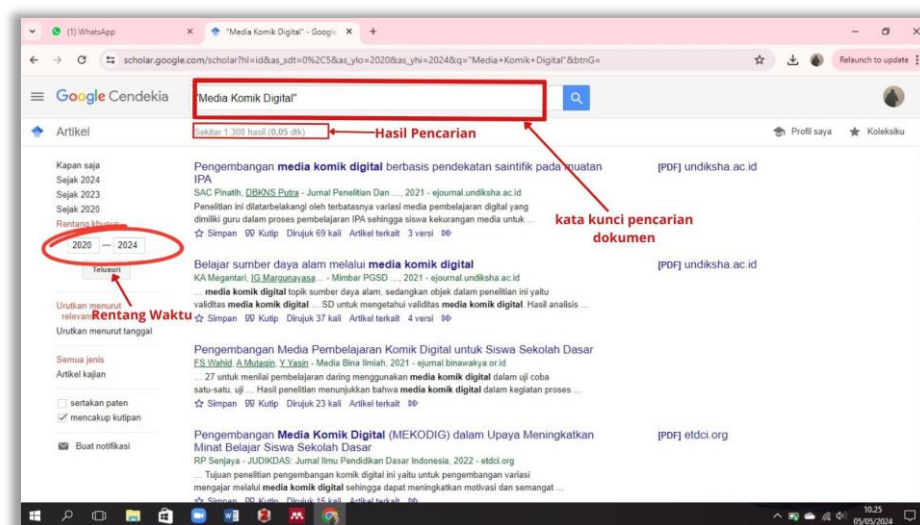 (1) WhatsApp
"Media Komik Digital" - Google
scholar.google.com/scholar?hl=id&as_sdt=0%2C5&as_ylo=2020&as_yhi=2024&q="Media+Komik+Digital"&btnG=
Relaunch to update
Google Cendekia
"Media Komik Digital"
Artikel
Sekitar 1.300 hasil (0,05 dtk)
Hasil Pencarian
Profil saya
Koleksiku
Kapan saja
Sejak 2024
Sejak 2023
Sejak 2020
Rentang khusus...
2020 — 2024
Telusuri
Rentang Waktu
Urutkan menurut
relevansi
Urutkan menurut tanggal
Semua jenis
Artikel kajian
sertakan paten
mencakup kutipan
Buat notifikasi
kata kunci pencarian
dokumen
Pengembangan media komik digital berbasis pendekatan saintifik pada muatan
IPA
SAC Pinatih, DBKNS Putra - Jurnal Penelitian Dan ..., 2021 - ejournal.undiksha.ac.id
Penelitian ini dilatarbelakangi oleh terbatasnya variasi media pembelajaran digital yang
dimiliki guru dalam proses pembelajaran IPA sehingga siswa kekurangan media untuk ...
Simpan Kutip Dirujuk 69 kali Artikel terkait 3 versi
[PDF] undiksha.ac.id
Belajar sumber daya alam melalui media komik digital
KA Megantari, IG Margunayasa... - Mimbar PGSD ..., 2021 - ejournal.undiksha.ac.id
... media komik digital topik sumber daya alam, sedangkan objek dalam penelitian ini yaitu
validitas media komik digital ... SD untuk mengetahui validitas media komik digital. Hasil analisis ...
Simpan Kutip Dirujuk 37 kali Artikel terkait 4 versi
[PDF] undiksha.ac.id
Pengembangan Media Pembelajaran Komik Digital untuk Siswa Sekolah Dasar
FS Wahid, A Mutaqin, Y Yasin - Media Bina Ilmiah, 2021 - ejurnal.binawakya.or.id
... 27 untuk menilai pembelajaran daring menggunakan media komik digital dalam uji coba
satu-satu, uji ... Hasil penelitian menunjukkan bahwa media komik digital dalam kegiatan proses ...
Simpan Kutip Dirujuk 23 kali Artikel terkait
Pengembangan Media Komik Digital (MEKODIG) dalam Upaya Meningkatkan
Minat Belajar Siswa Sekolah Dasar
RP Senjaya - JUDIKDAS: Jurnal Ilmu Pendidikan Dasar Indonesia, 2022 - etdci.org
... Tujuan penelitian pengembangan komik digital ini yaitu untuk pengembangan variasi
mengajar melalui media komik digital sehingga dapat meningkatkan motivasi dan semangat ...
Simpan Kutip Dirujuk 15 kali Artikel terkait
[PDF] etdci.org
10.25
05/05/2024